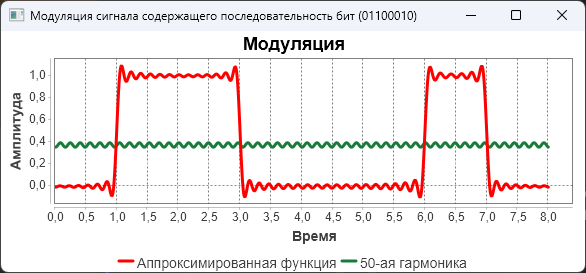 Модуляция сигнала содержащего последовательность бит (01100010)
Модуляция
Амплитуда
1,0
0,8
0,6
0,4
0,2
0,0
0,0 0,5 1,0 1,5 2,0 2,5 3,0 3,5 4,0 4,5 5,0 5,5 6,0 6,5 7,0 7,5 8,0
Время
Аппроксимированная функция 50-ая гармоника